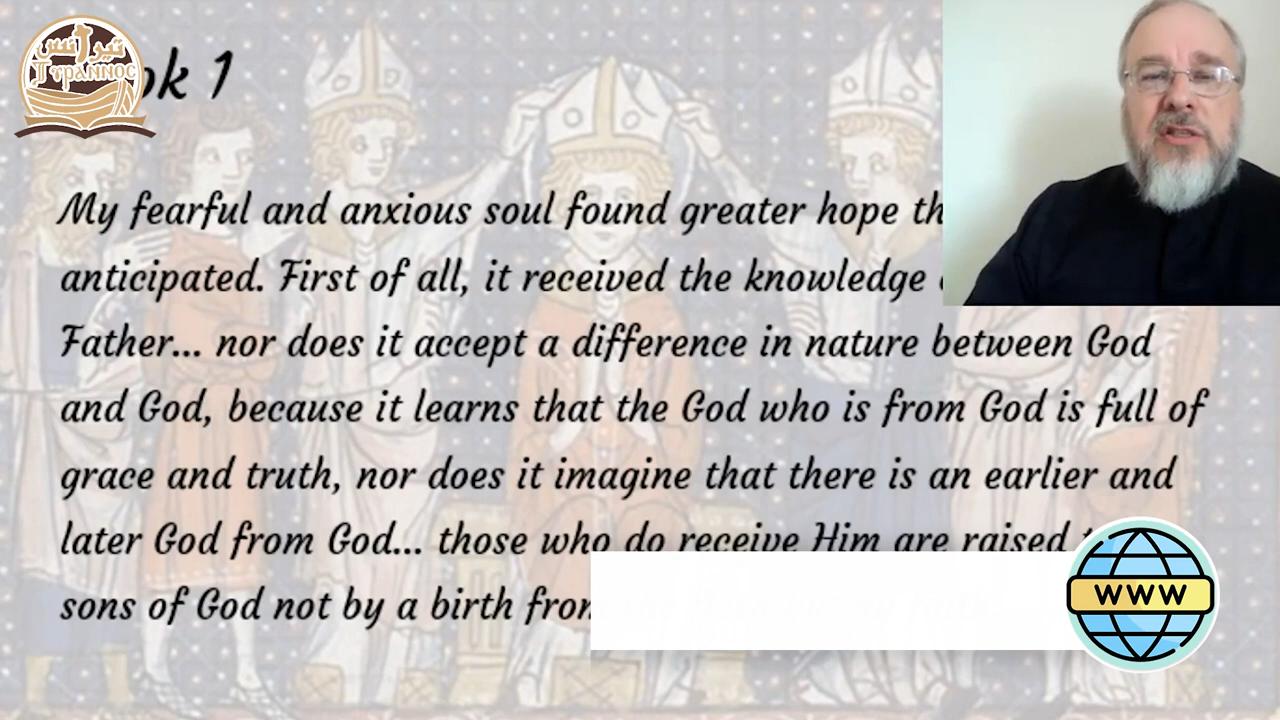 تيرانس
Τγραννος
ok 1
My fearful and anxious soul found greater hope th
anticipated. First of all, it received the knowledge
Father... nor does it accept a difference in nature between God
and God, because it learns that the God who is from God is full of
grace and truth, nor does it imagine that there is an earlier and
later God from God... those who do receive Him are raised
sons of God not by a birth from
WWW